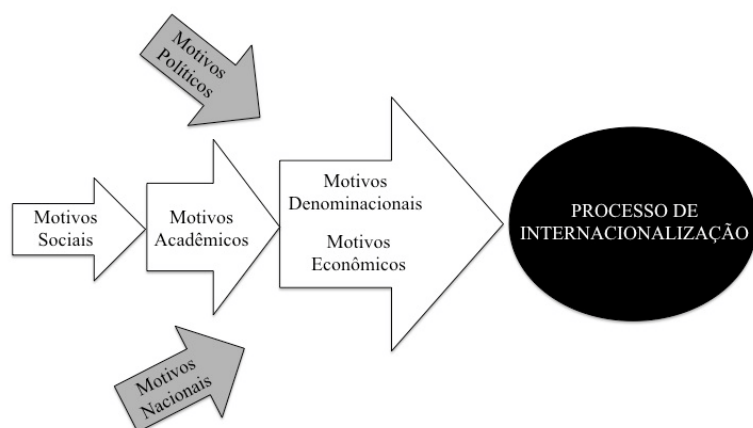 Motivos
Políticos
Motivos
Sociais
Motivos
Acadêmicos
Motivos
Denominacionais
Motivos
Econômicos
PROCESSO DE
INTERNACIONALIZAÇÃO
Motivos
Nacionais